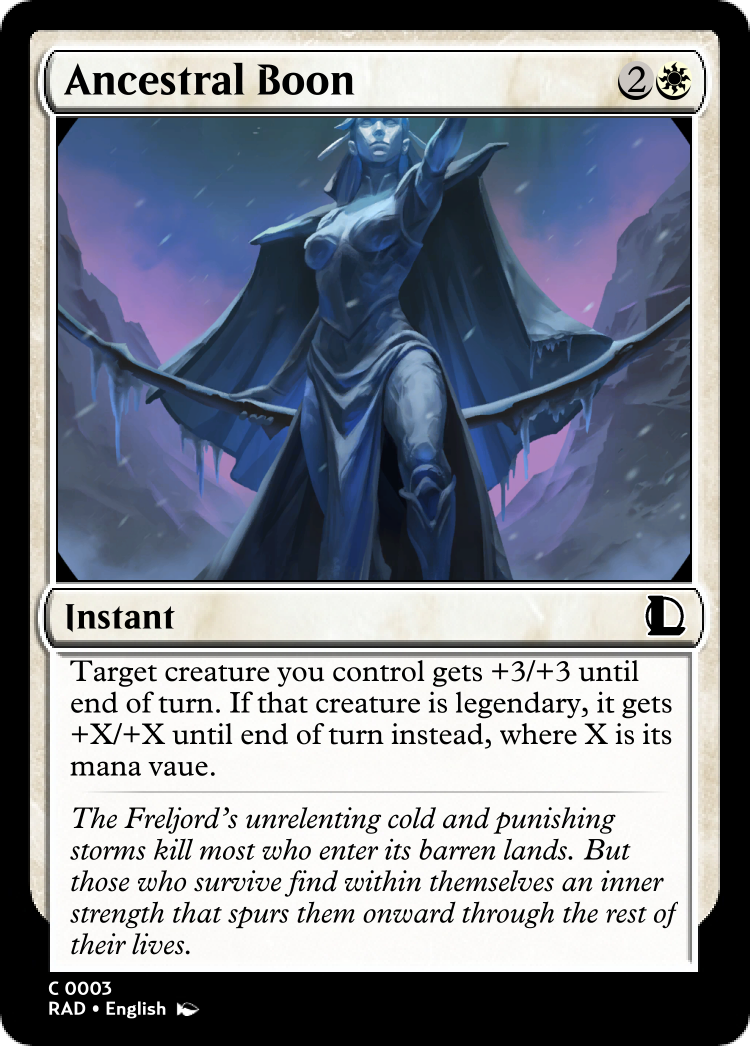 Ancestral Boon
2
Instant
Target creature you control gets +3/+3 until
end of turn. If that creature is legendary, it gets
+X/+X until end of turn instead, where X is its
mana vaue.
The Freljord's unrelenting cold and punishing
storms kill most who enter its barren lands. But
those who survive find within themselves an inner
strength that spurs them onward through the rest of
their lives.
C 0003
RAD • English